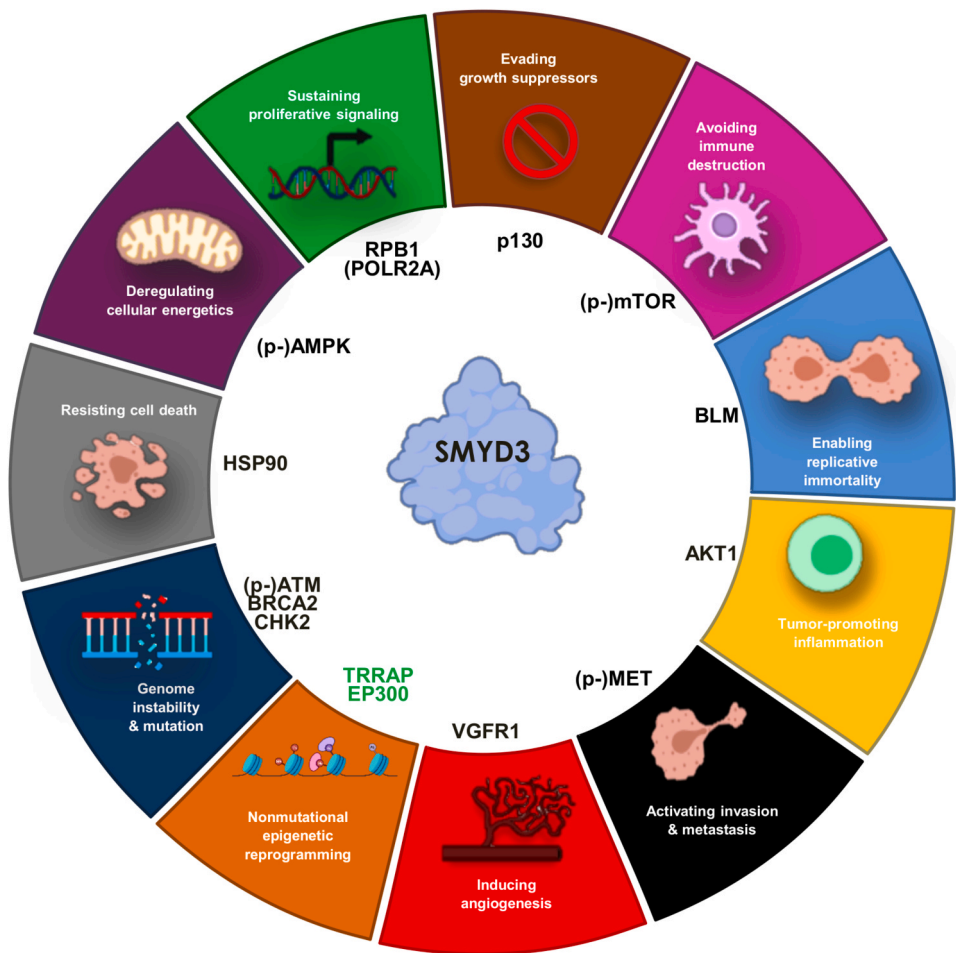 Evading
growth suppressors
Sustaining
proliferative signaling
Avoiding
immune
destruction
RPB1
(POLR2A)
p130
Deregulating
cellular energetics
(p-)mTOR
(p-)AMPK
Resisting cell death
BLM
SMYD3
Enabling
replicative
immortality
HSP90
AKT1
(p-)ATM
BRCA2
CHK2
Tumor-promoting
inflammation
TRRAP
EP300
(p-)MET
Genome
instability
& mutation
VGFR1
Nonmutational
epigenetic
reprogramming
Activating invasion
& metastasis
Inducing
angiogenesis